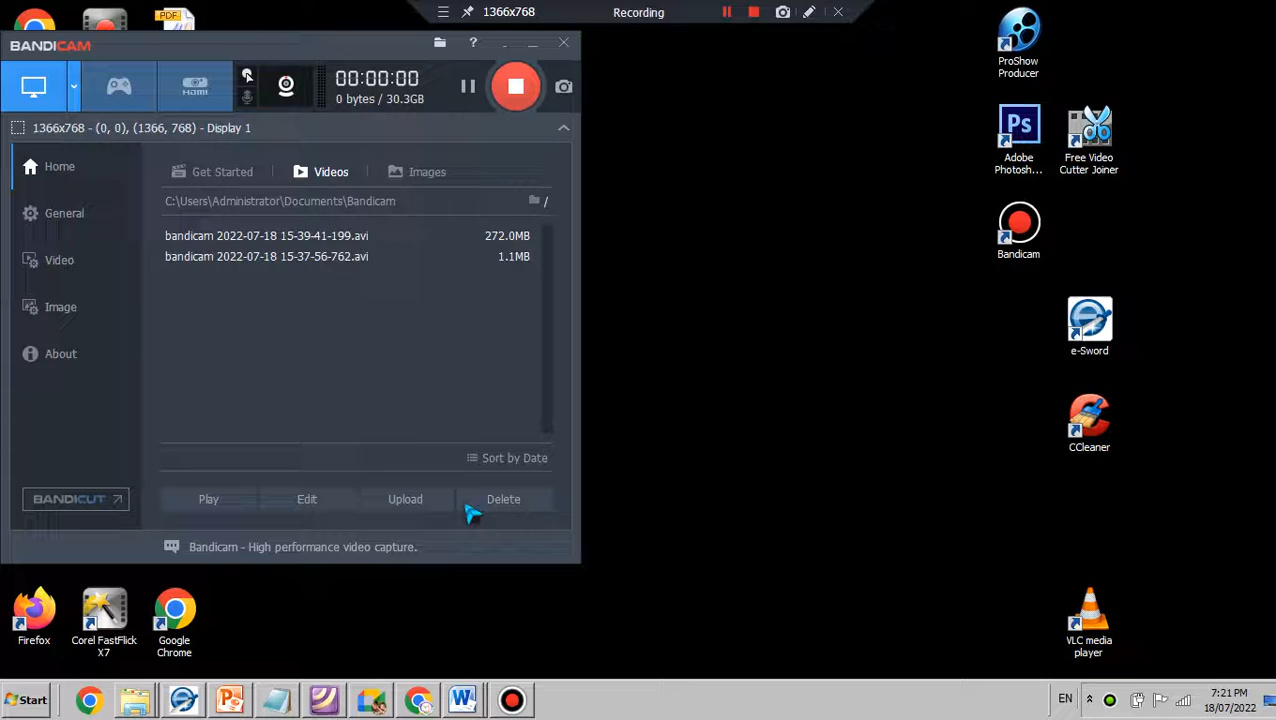 1366x768
Recording
PDF
BANDICAM
?
HDMI
00:00:00
0 bytes / 30.3GB
1366x768 - (0, 0), (1366, 768) - Display 1
Home
General
Video
Image
About
BANDICUT
Get Started
Videos
Images
C:\Users\Administrator\Documents\Bandicam
/
bandicam 2022-07-18 15-39-41-199.avi 272.0MB
bandicam 2022-07-18 15-37-56-762.avi 1.1MB
Sort by Date
Play
Edit
Upload
Delete
Bandicam - High performance video capture.
ProShow
Producer
Ps
Adobe
Photosh...
Free Video
Cutter Joiner
Bandicam
e-Sword
CCleaner
VLC media
player
Firefox
Corel FastFlick
X7
Google
Chrome
Start
EN
7:21 PM
18/07/2022